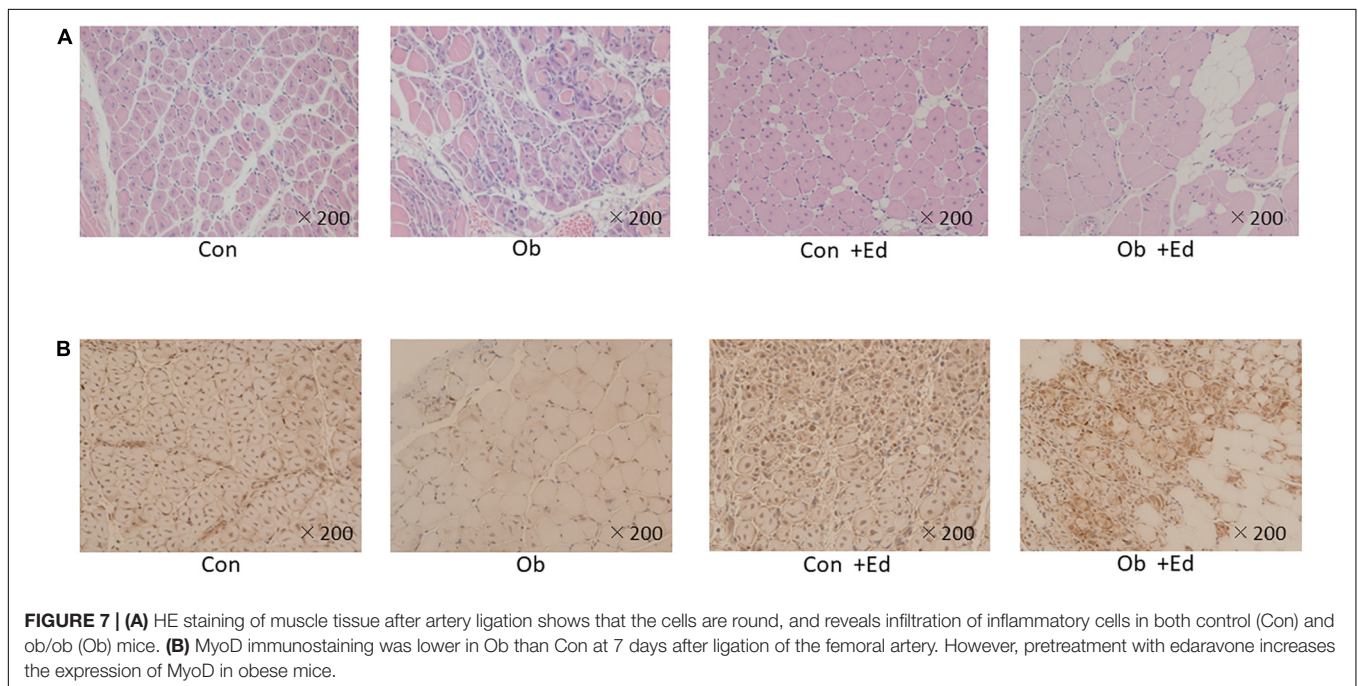 A
× 200
× 200
× 200
× 200
Con
Ob
Con +Ed
Ob +Ed
B
× 200
× 200
× 200
× 200
Con
Ob
Con +Ed
Ob +Ed
FIGURE 7 | (A) HE staining of muscle tissue after artery ligation shows that the cells are round, and reveals infiltration of inflammatory cells in both control (Con) and
ob/ob (Ob) mice. (B) MyoD immunostaining was lower in Ob than Con at 7 days after ligation of the femoral artery. However, pretreatment with edaravone increases
the expression of MyoD in obese mice.